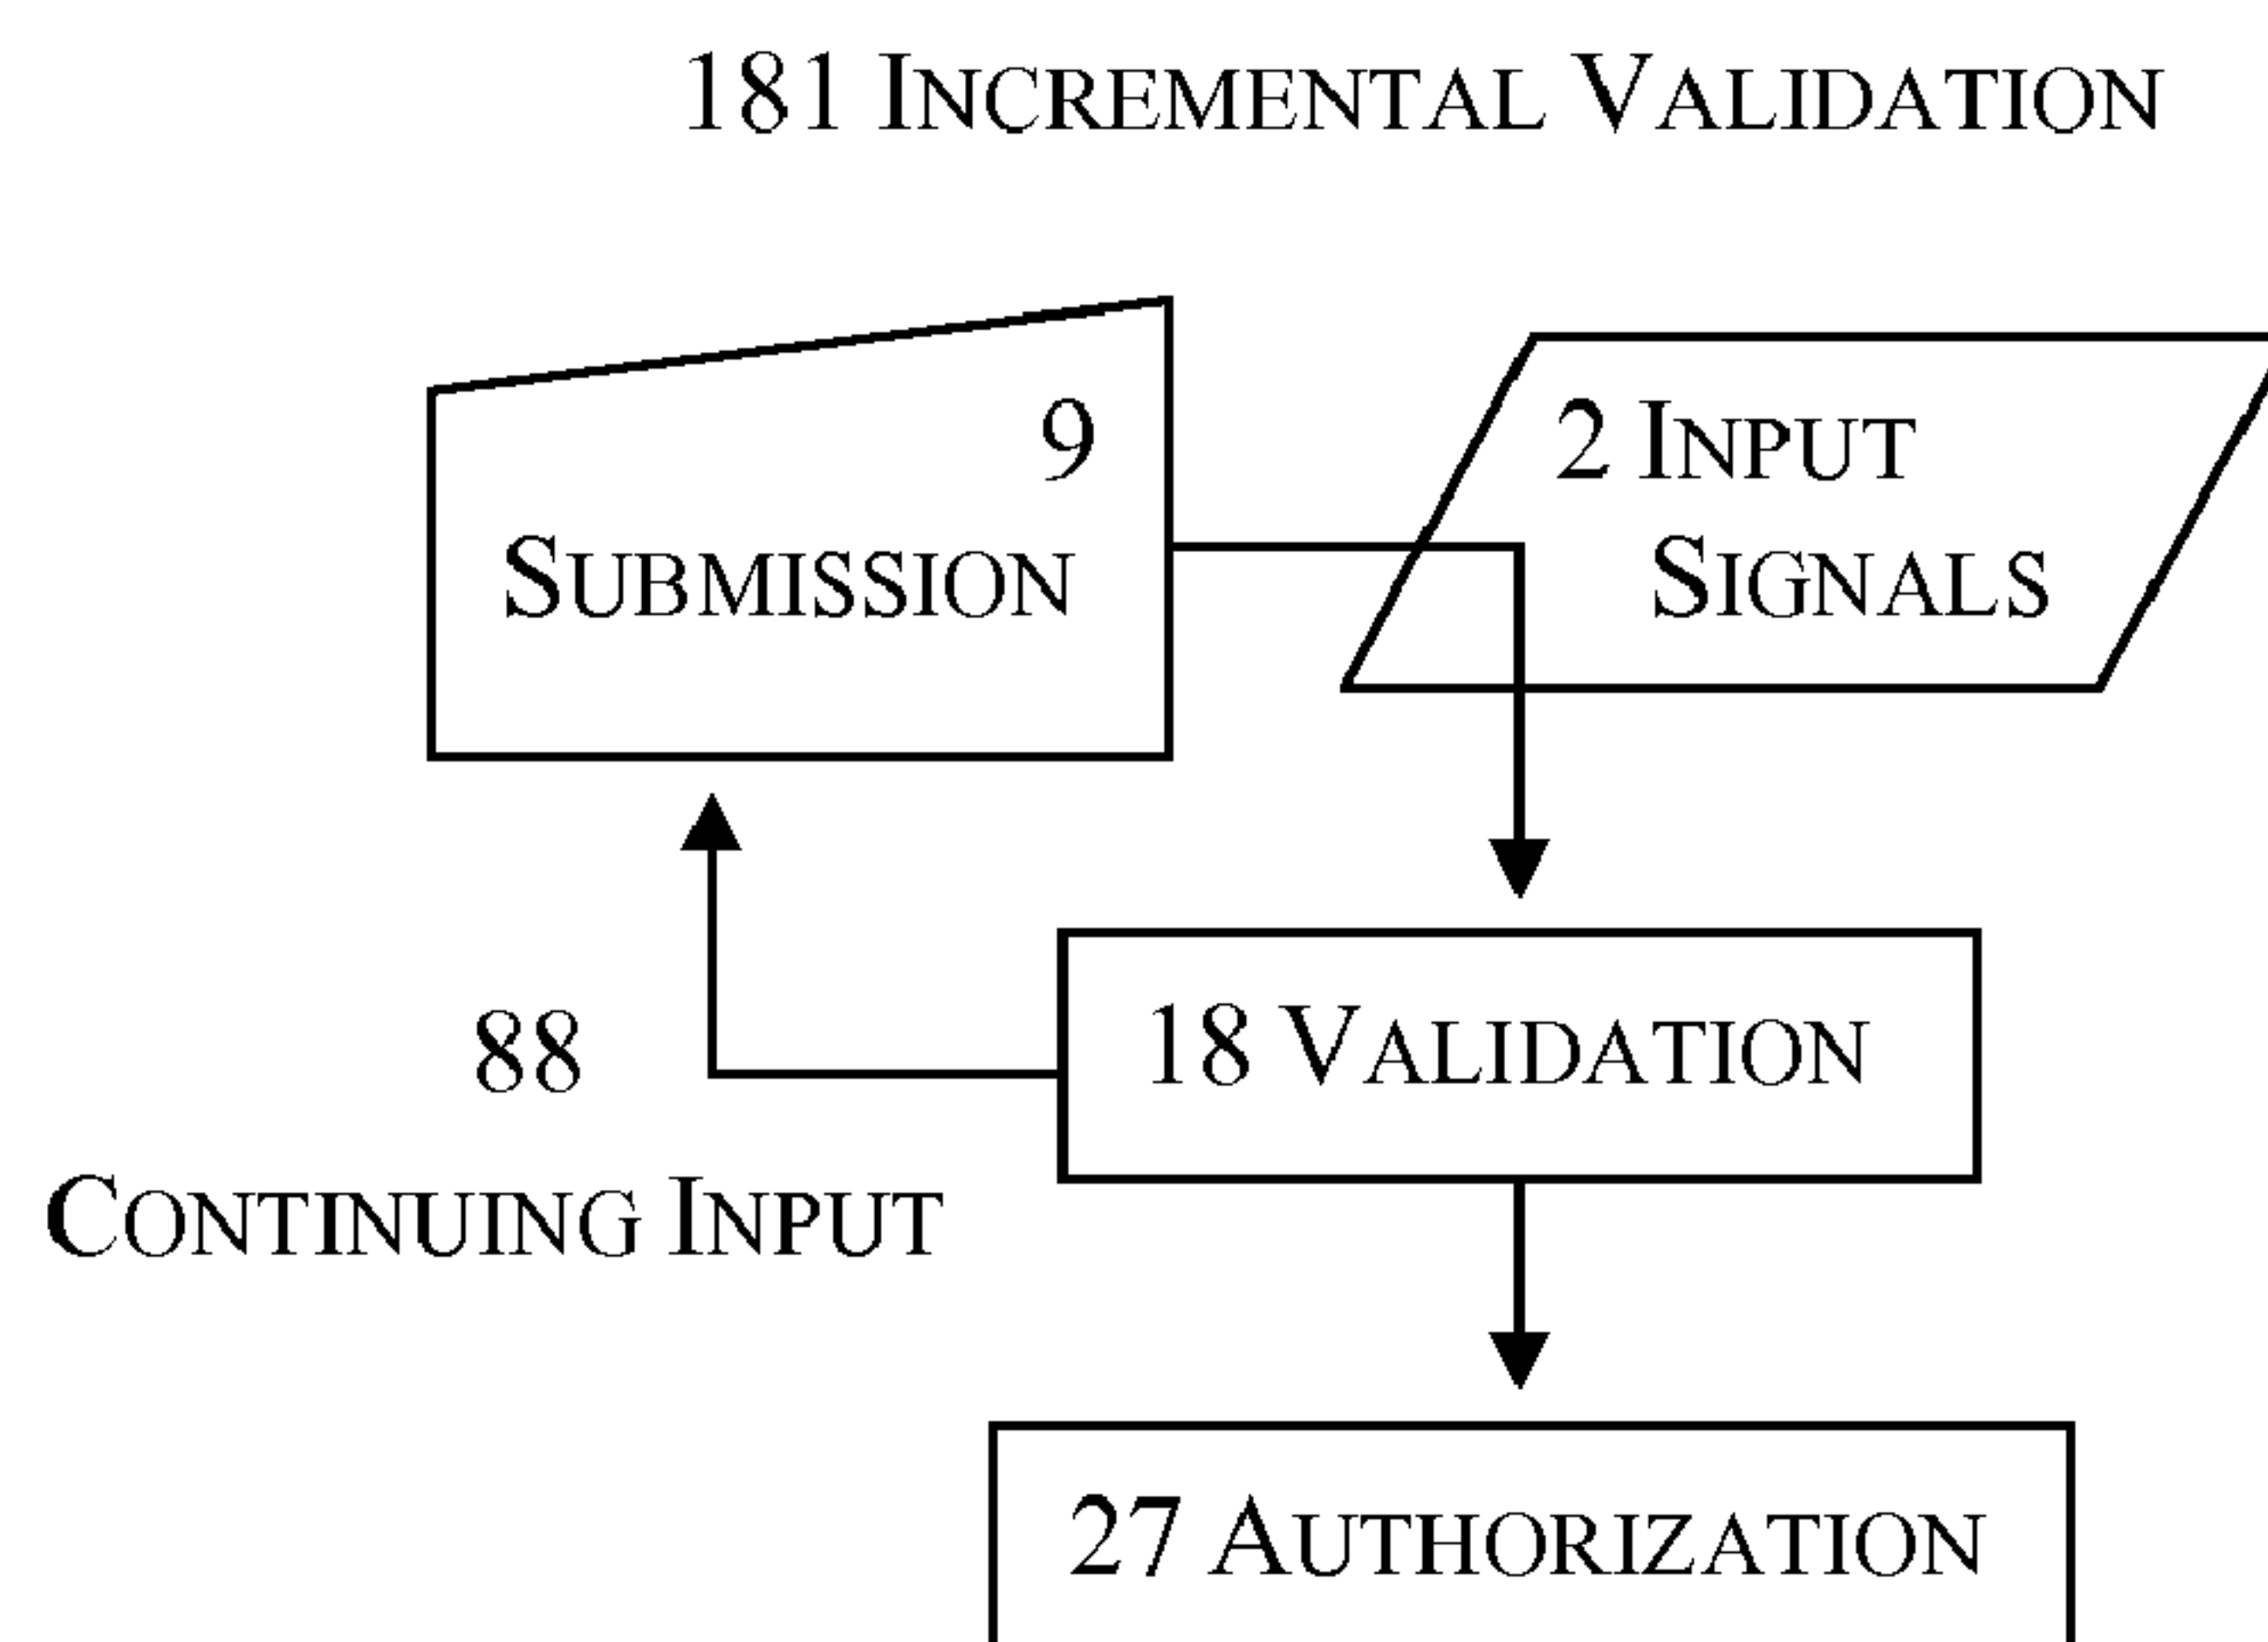 181 INCREMENTAL VALIDATION
9
SUBMISSION
2 INPUT
SIGNALS
18 VALIDATION
88
CONTINUING INPUT
27 AUTHORIZATION